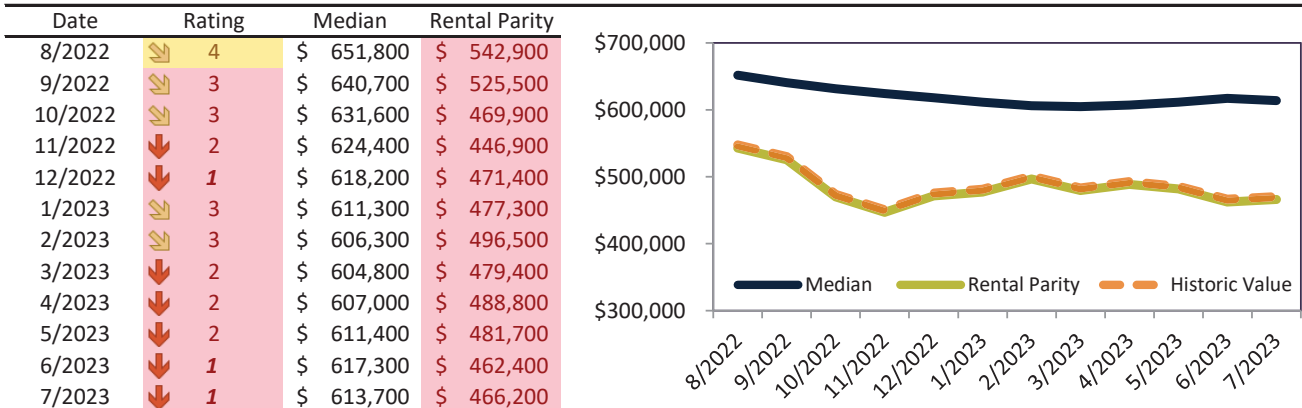 Date Rating Median Rental Parity
8/2022 4 $ 651,800 $ 542,900
9/2022 3 $ 640,700 $ 525,500
10/2022 3 $ 631,600 $ 469,900
11/2022 2 $ 624,400 $ 446,900
12/2022 1 $ 618,200 $ 471,400
1/2023 3 $ 611,300 $ 477,300
2/2023 3 $ 606,300 $ 496,500
3/2023 2 $ 604,800 $ 479,400
4/2023 2 $ 607,000 $ 488,800
5/2023 2 $ 611,400 $ 481,700
6/2023 1 $ 617,300 $ 462,400
7/2023 1 $ 613,700 $ 466,200
$700,000
$600,000
$500,000
$400,000
$300,000
Median Rental Parity Historic Value
8/2022 9/2022 10/2022 11/2022 12/2022 1/2023 2/2023 3/2023 4/2023 5/2023 6/2023 7/2023